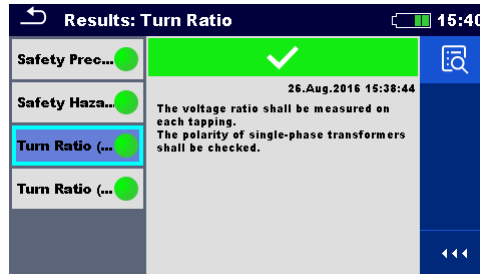 Results: Turn Ratio
15:40
Safety Prec...
Safety Haza...
Turn Ratio (...
Turn Ratio (...
26.Aug.2016 15:38:44
The voltage ratio shall be measured on
each tapping.
The polarity of single-phase transformers
shall be checked.